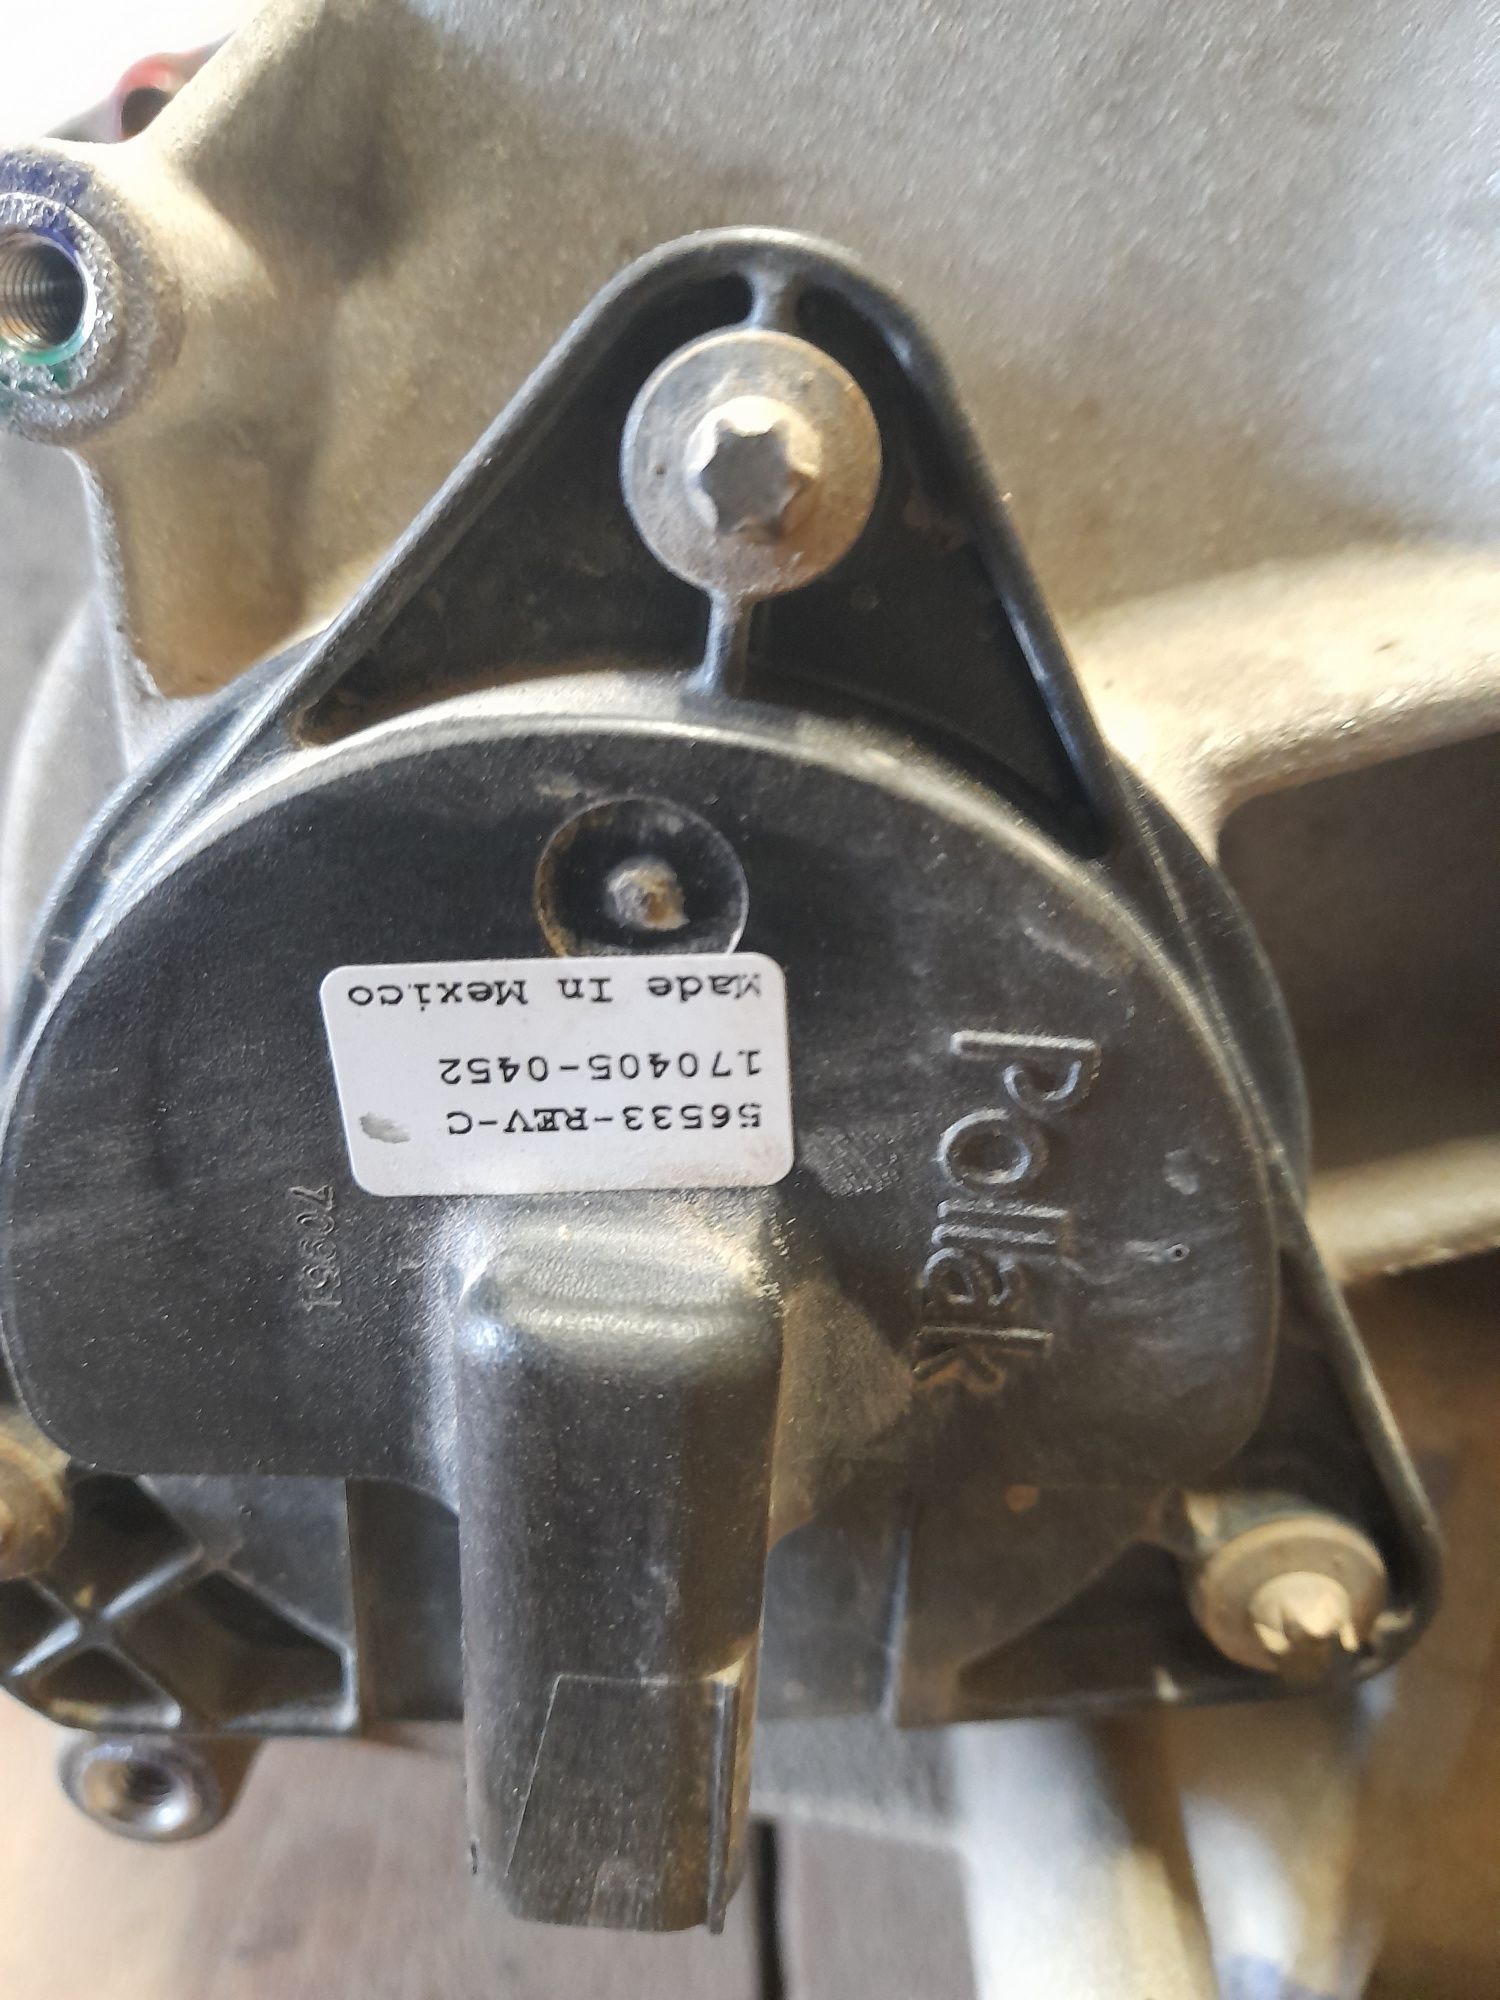 56533-REV-C
170405-0452
Made In Mexico
Pollak